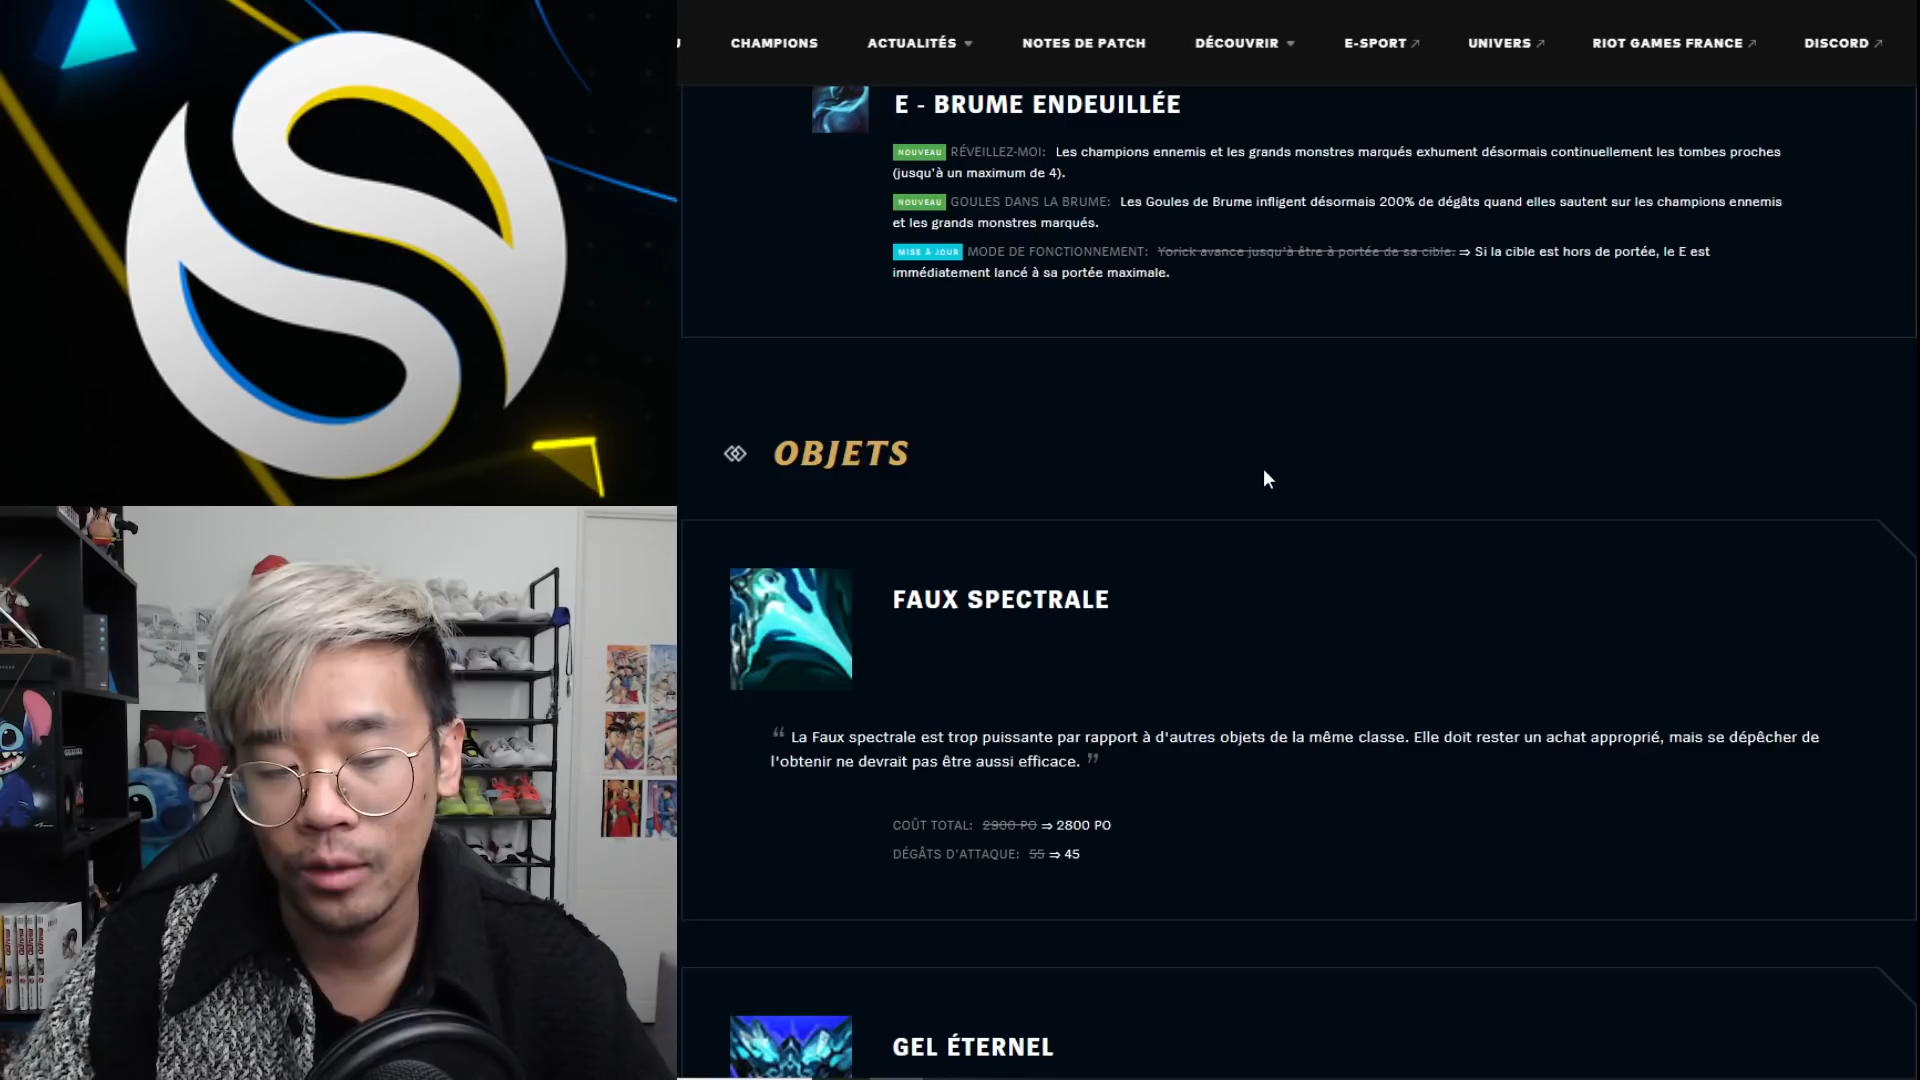 CHAMPIONS ACTUALITÉS NOTES DE PATCH DÉCOUVRIR E-SPORT UNIVERS RIOT GAMES FRANCE DISCORD
E - BRUME ENDEUILLÉE
NOUVEAU RÉVEILLEZ-MOI: Les champions ennemis et les grands monstres marqués exhument désormais continuellement les tombes proches
(jusqu'à un maximum de 4).
NOUVEAU GOULES DANS LA BRUME: Les Goules de Brume infligent désormais 200% de dégâts quand elles sautent sur les champions ennemis
et les grands monstres marqués.
MISE À JOUR MODE DE FONCTIONNEMENT: Yorick avance jusqu'à être à portée de sa cible. ⇒ Si la cible est hors de portée, le E est
immédiatement lancé à sa portée maximale.
OBJETS
FAUX SPECTRALE
“ La Faux spectrale est trop puissante par rapport à d'autres objets de la même classe. Elle doit rester un achat approprié, mais se dépêcher de
l'obtenir ne devrait pas être aussi efficace. ”
COÛT TOTAL: 2900 PO ⇒ 2800 PO
DÉGÂTS D'ATTAQUE: 55 ⇒ 45
GEL ÉTERNEL